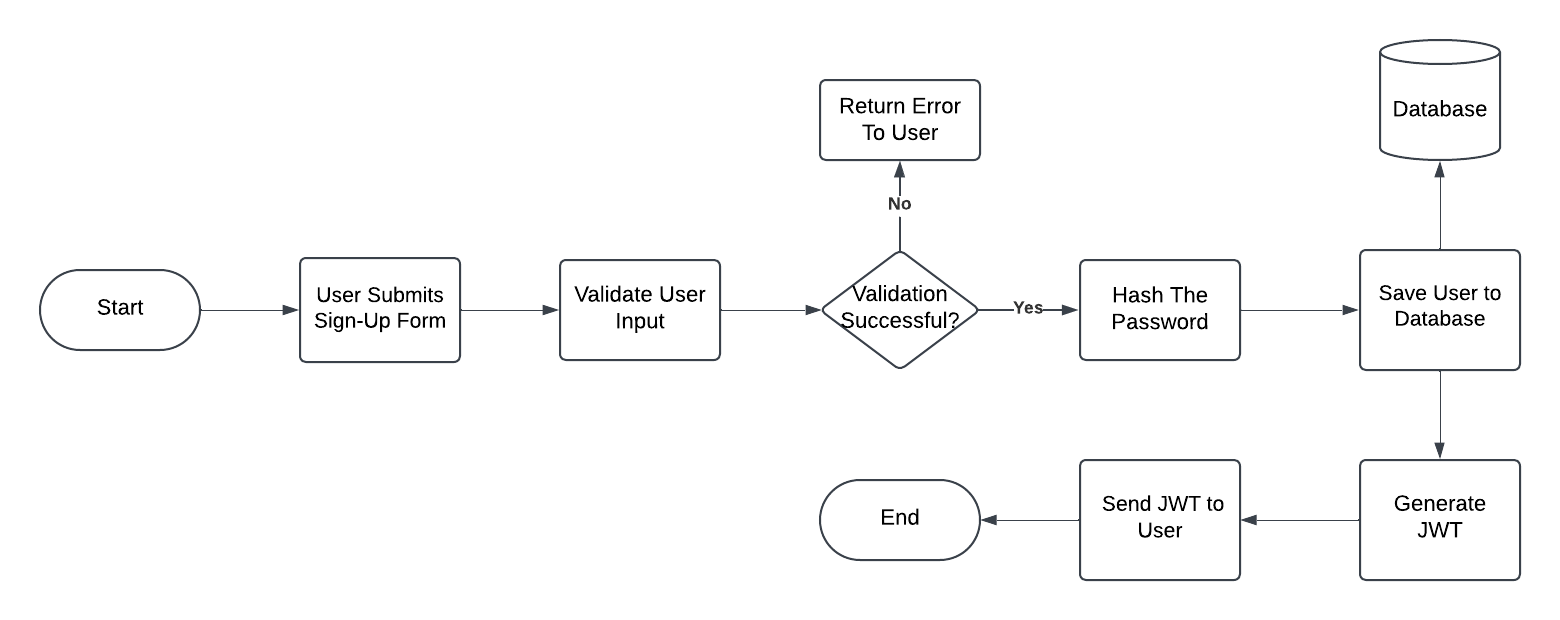 Start
User Submits
Sign-Up Form
Validate User
Input
Validation
Successful?
No
Return Error
To User
Yes
Hash The
Password
Save User to
Database
Database
Generate
JWT
Send JWT to
User
End